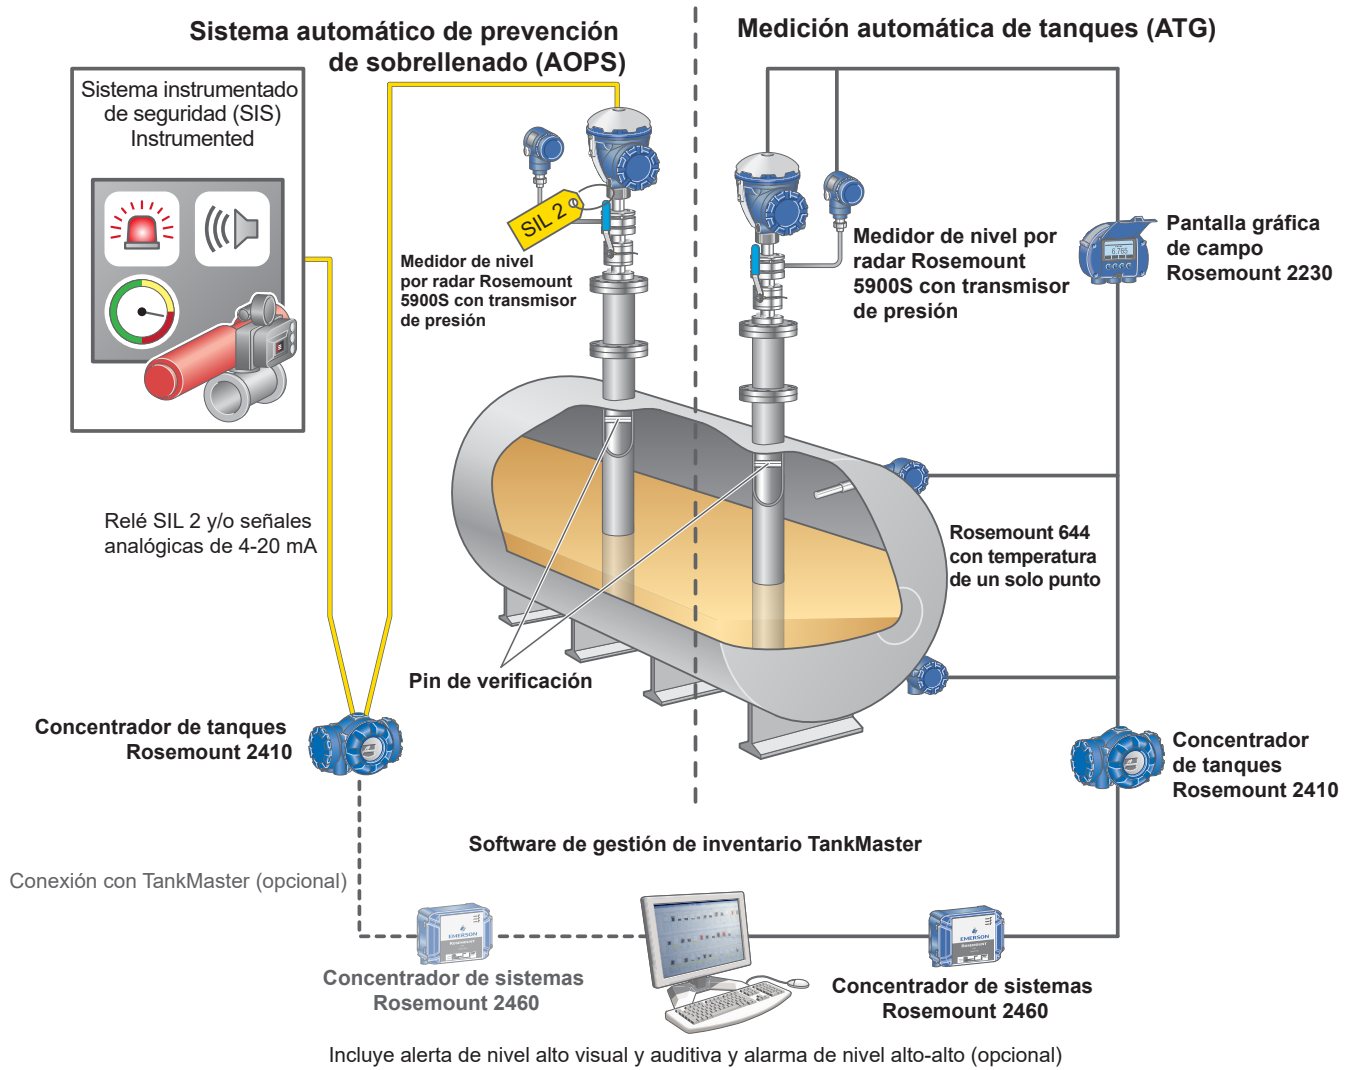 Sistema automático de prevención
de sobrellenado (AOPS)
Medición automática de tanques (ATG)
Sistema instrumentado
de seguridad (SIS)
Instrumented
SIL 2
Medidor de nivel
por radar Rosemount
5900S con transmisor
de presión
Medidor de nivel por
radar Rosemount
5900S con transmisor
de presión
Pantalla gráfica
de campo
Rosemount 2230
Relé SIL 2 y/o señales
analógicas de 4-20 mA
Rosemount 644
con temperatura
de un solo punto
Pin de verificación
Concentrador de tanques
Rosemount 2410
Concentrador
de tanques
Rosemount 2410
Software de gestión de inventario TankMaster
Conexión con TankMaster (opcional)
EMERSON
ROSEMOUNT
EMERSON
ROSEMOUNT
Concentrador de sistemas
Rosemount 2460
Concentrador de sistemas
Rosemount 2460
Incluye alerta de nivel alto visual y auditiva y alarma de nivel alto-alto (opcional)